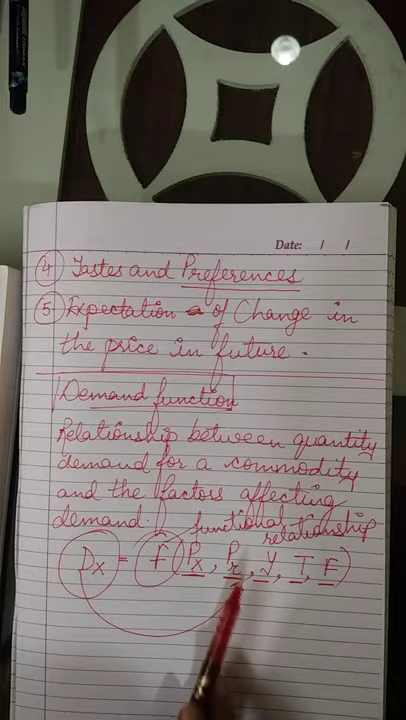 Date: / /
④ Tastes and Preferences
⑤ Expectation of Change in
the price in future.
Demand function
Relationship between quantity
demand for a commodity
and the factors affecting
demand.
functional
relationship
Dx = f (Px, Pr, Y, T, F)